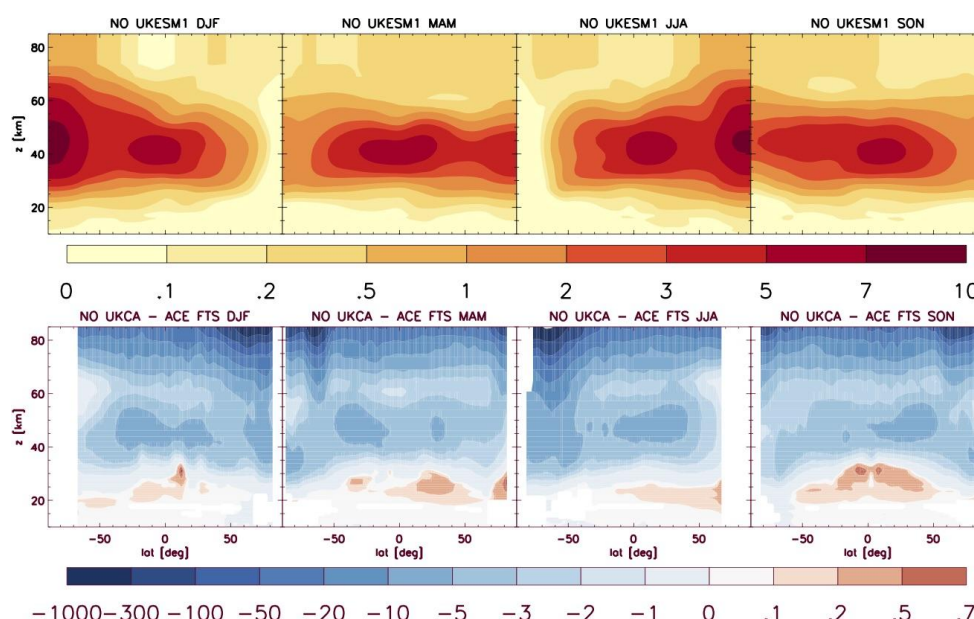 NO UKESM1 DJF NO UKESM1 MAM NO UKESM1 JJA NO UKESM1 SON
80
60
z [km]
40
20
0 .1 .2 .5 1 2 3 5 7 10
NO UKCA – ACE FTS DJF NO UKCA – ACE FTS MAM NO UKCA – ACE FTS JJA NO UKCA – ACE FTS SON
80
60
z [km]
40
20
−50 0 50 −50 0 50 −50 0 50 −50 0 50
lat [deg] lat [deg] lat [deg] lat [deg]
−1000 −300 −100 −50 −20 −10 −5 −3 −2 −1 0 .1 .2 .5 .7